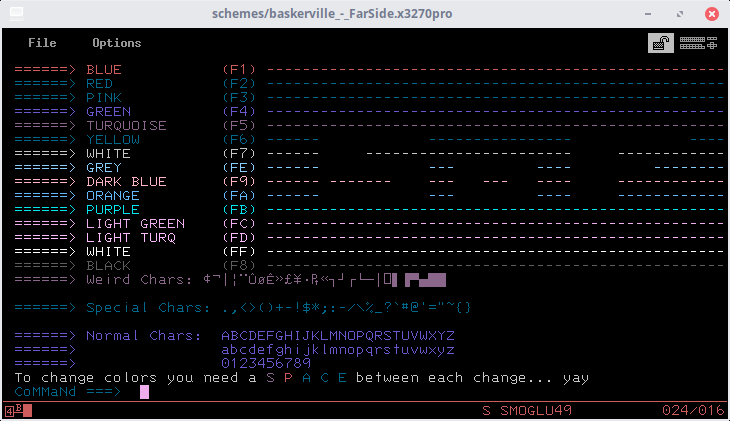 schemes/baskerville_-_FarSide.x3270pro
File Options
======> BLUE (F1) ----------------------------------------------
======> RED (F2) ----------------------------------------------
======> PINK (F3) ----------------------------------------------
======> GREEN (F4) ----------------------------------------------
======> TURQUOISE (F5) ----------------------------------------------
======> YELLOW (F6) ----------------------------------------------
======> WHITE (F7) ----------------------------------------------
======> GREY (FE) ----------------------------------------------
======> DARK BLUE (F9) ----------------------------------------------
======> ORANGE (FA) ----------------------------------------------
======> PURPLE (FB) ----------------------------------------------
======> LIGHT GREEN (FC) ----------------------------------------------
======> LIGHT TURQ (FD) ----------------------------------------------
======> WHITE (FF) ----------------------------------------------
======> BLACK (F8) ----------------------------------------------
======> Weird Chars:
======> Special Chars: .,<>()+-!$*;:-/\%_?`#@'="~{}
======> Normal Chars: ABCDEFGHIJKLMNOPQRSTUVWXYZ
======> abcdefghijklmnopqrstuvwxyz
======> 0123456789
To change colors you need a S P A C E between each change... yay
CoMMaNd ===>
4 B S SMOGLU49 024/016